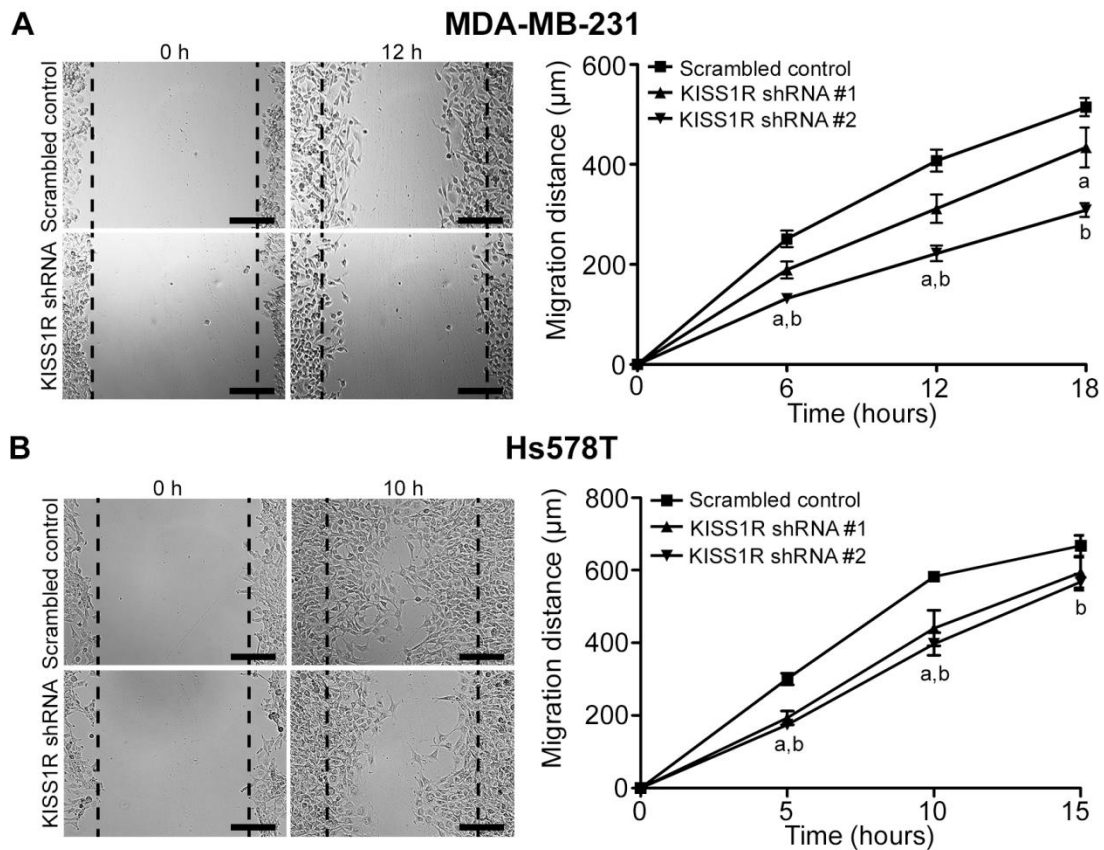 A
MDA-MB-231
0 h
12 h
Scrambled control
KISS1R shRNA
Migration distance (µm)
600
400
200
0
Scrambled control
KISS1R shRNA #1
KISS1R shRNA #2
a
b
a,b
a,b
0
6
12
18
Time (hours)
B
Hs578T
0 h
10 h
Scrambled control
KISS1R shRNA
Migration distance (µm)
800
600
400
200
0
Scrambled control
KISS1R shRNA #1
KISS1R shRNA #2
b
a,b
a,b
0
5
10
15
Time (hours)